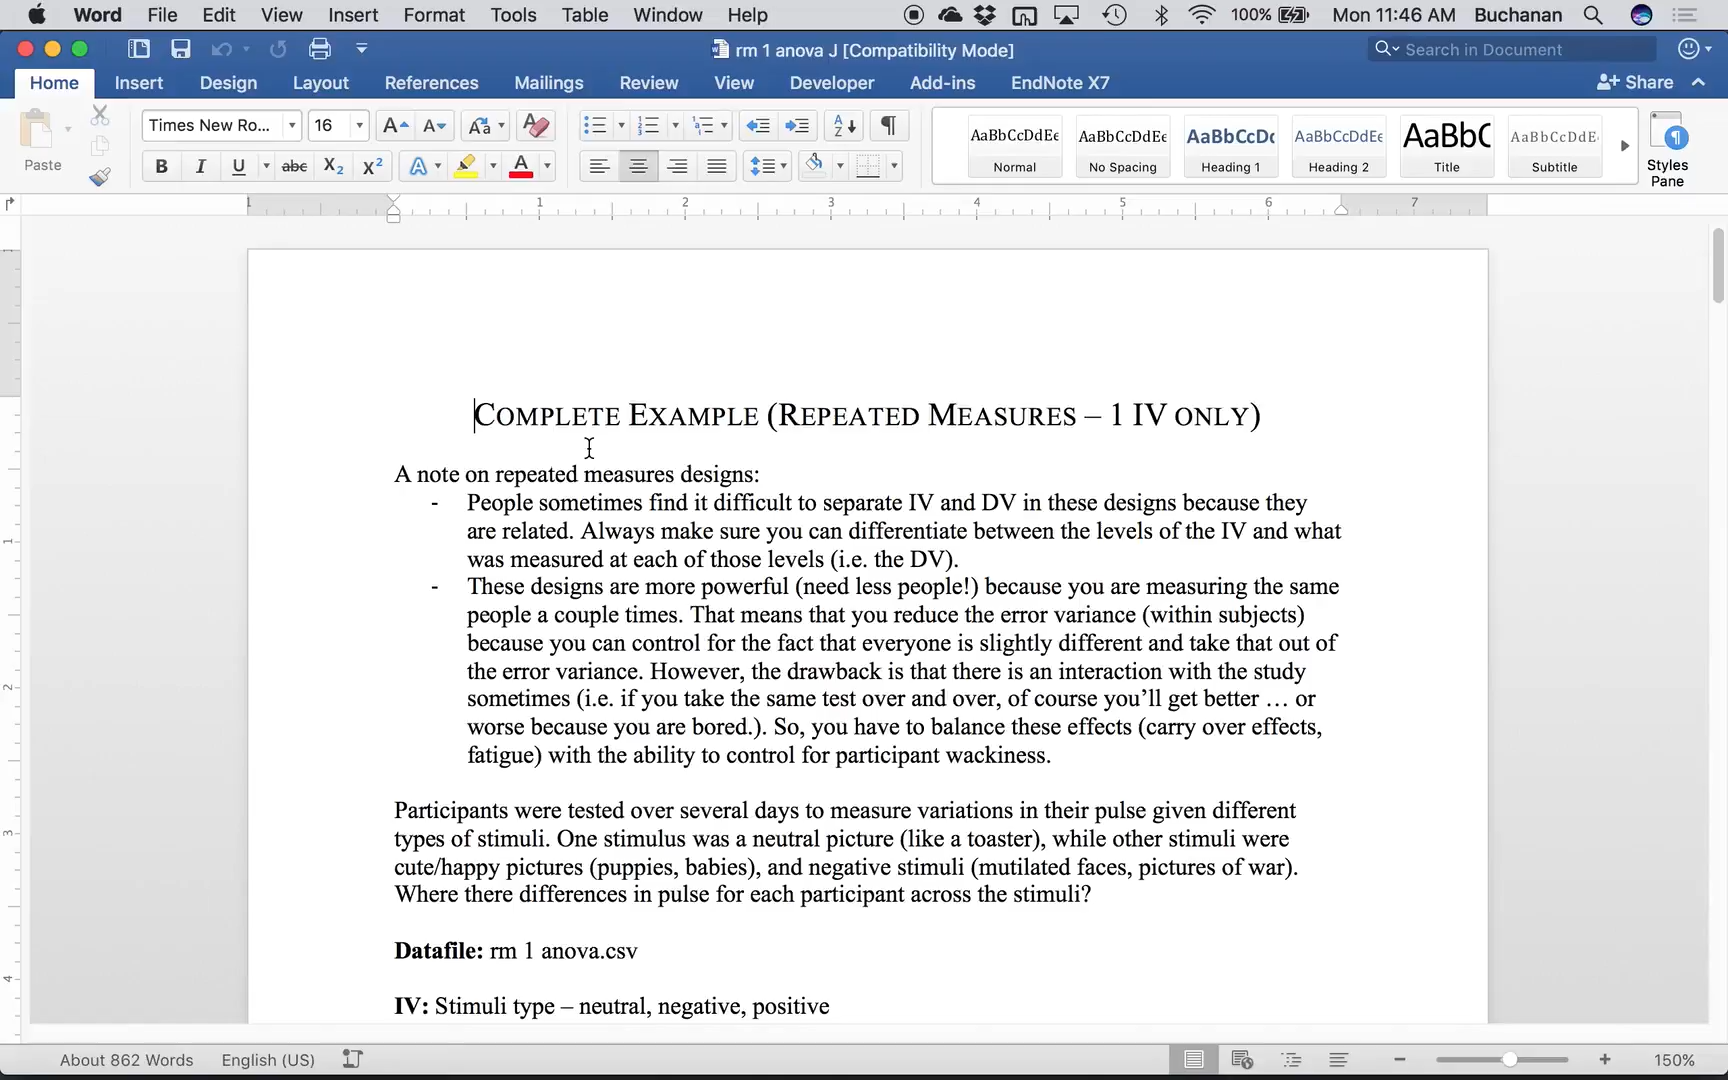 Word File Edit View Insert Format Tools Table Window Help 100% Mon 11:46 AM Buchanan
rm 1 anova J [Compatibility Mode] Search in Document
Home Insert Design Layout References Mailings Review View Developer Add-ins EndNote X7 Share
Paste
Times New Ro... 16
AaBbCcDdEe AaBbCcDdEe AaBbCcDc AaBbCcDdEe AaBbC AaBbCcDdE
Normal No Spacing Heading 1 Heading 2 Title Subtitle
Styles
Pane
1 1 2 3 4 5 6 7
COMPLETE EXAMPLE (REPEATED MEASURES – 1 IV ONLY)
A note on repeated measures designs:
- People sometimes find it difficult to separate IV and DV in these designs because they
are related. Always make sure you can differentiate between the levels of the IV and what
was measured at each of those levels (i.e. the DV).
- These designs are more powerful (need less people!) because you are measuring the same
people a couple times. That means that you reduce the error variance (within subjects)
because you can control for the fact that everyone is slightly different and take that out of
the error variance. However, the drawback is that there is an interaction with the study
sometimes (i.e. if you take the same test over and over, of course you’ll get better … or
worse because you are bored.). So, you have to balance these effects (carry over effects,
fatigue) with the ability to control for participant wackiness.
Participants were tested over several days to measure variations in their pulse given different
types of stimuli. One stimulus was a neutral picture (like a toaster), while other stimuli were
cute/happy pictures (puppies, babies), and negative stimuli (mutilated faces, pictures of war).
Where there differences in pulse for each participant across the stimuli?
Datafile: rm 1 anova.csv
IV: Stimuli type – neutral, negative, positive
About 862 Words English (US) 150%